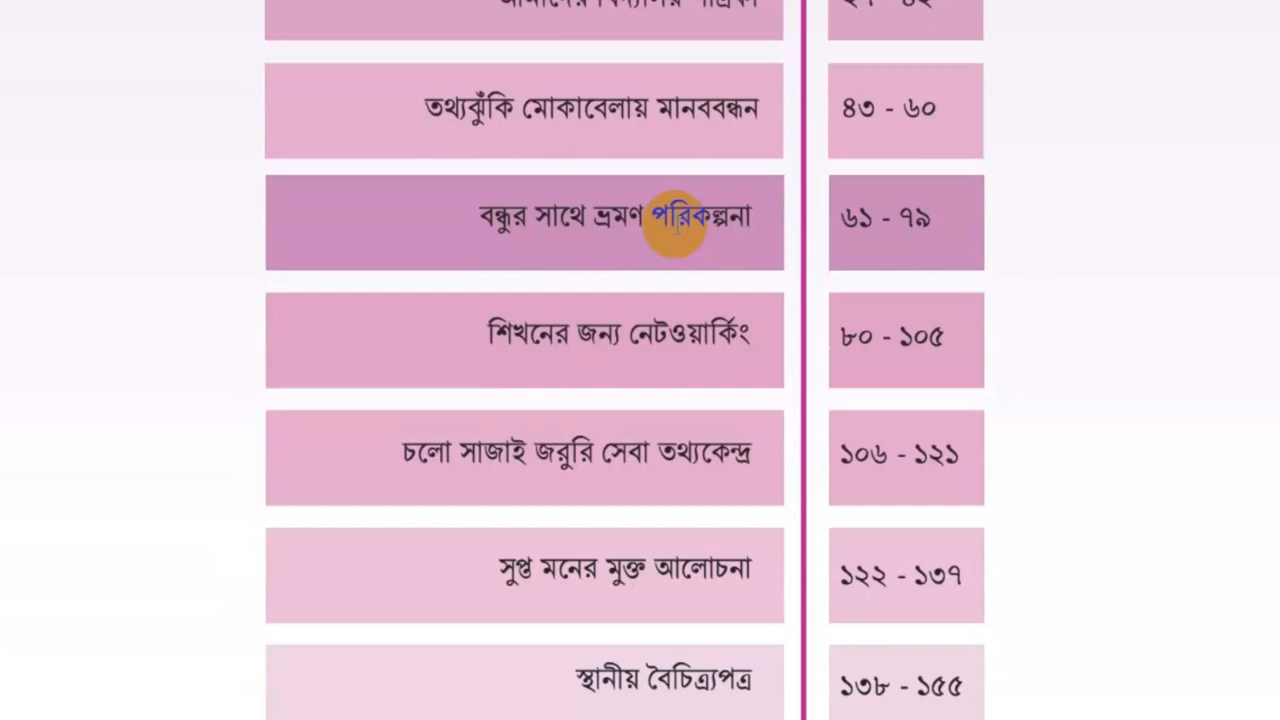 তথ্যঝুঁকি মোকাবেলায় মানববন্ধন ৪৩ - ৬০
বন্ধুর সাথে ভ্রমণ পরিকল্পনা ৬১ - ৭৯
শিখনের জন্য নেটওয়ার্কিং ৮০ - ১০৫
চলো সাজাই জরুরি সেবা তথ্যকেন্দ্র ১০৬ - ১২১
সুপ্ত মনের মুক্ত আলোচনা ১২২ - ১৩৭
স্থানীয় বৈচিত্র্যপত্র ১৩৮ - ১৫৫